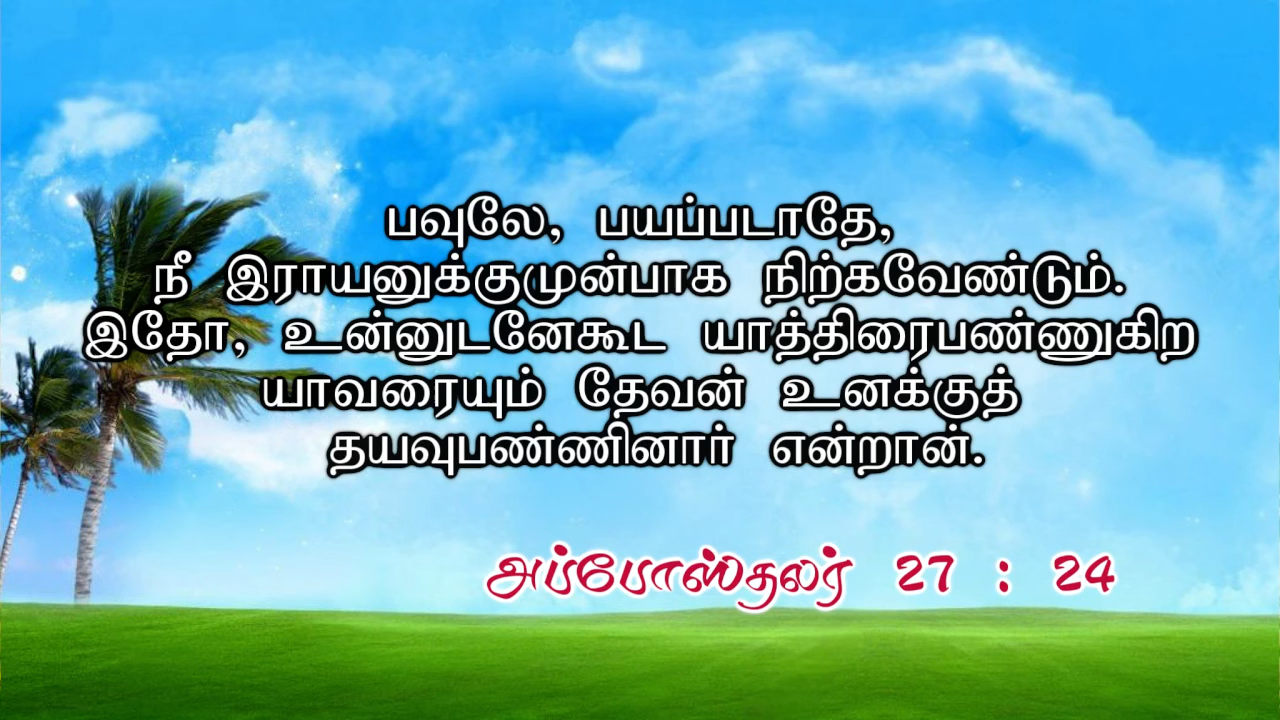 பவுலே, பயப்படாதே,
நீ இராயனுக்குமுன்பாக நிற்கவேண்டும்.
இதோ, உன்னுடனேகூட யாத்திரைபண்ணுகிற
யாவரையும் தேவன் உனக்குத்
தயவுபண்ணினார் என்றான்.
அப்போஸ்தலர் 27 : 24